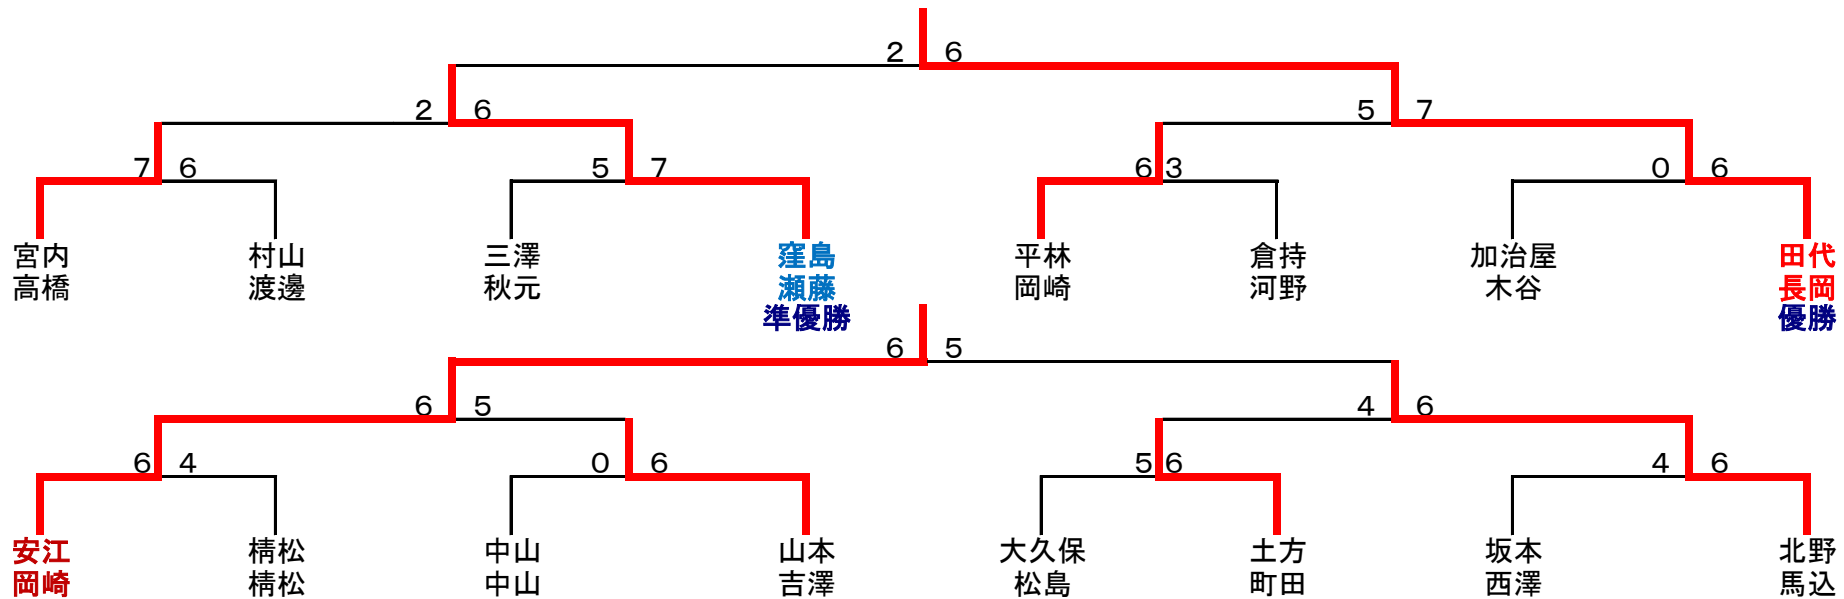 2 6
2 6 5 7
7 6 5 7 6 3 0 6
宮内 村山 三澤 窪島 平林 倉持 加治屋 田代
高橋 渡邊 秋元 瀬藤 岡崎 河野 木谷 長岡
準優勝 優勝
6 5
6 5 4 6
6 4 0 6 5 6 4 6
安江 楕松 中山 山本 大久保 土方 坂本 北野
岡崎 楕松 中山 吉澤 松島 町田 西澤 馬込